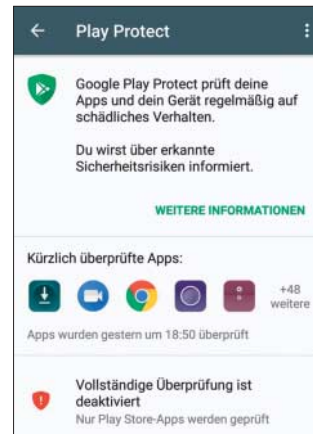 Play Protect
Google Play Protect prüft deine
Apps und dein Gerät regelmäßig auf
schädliches Verhalten.
Du wirst über erkannte
Sicherheitsrisiken informiert.
WEITERE INFORMATIONEN
Kürzlich überprüfte Apps:
+48
weitere
Apps wurden gestern um 18:50 überprüft
Vollständige Überprüfung ist
deaktiviert
Nur Play Store-Apps werden geprüft